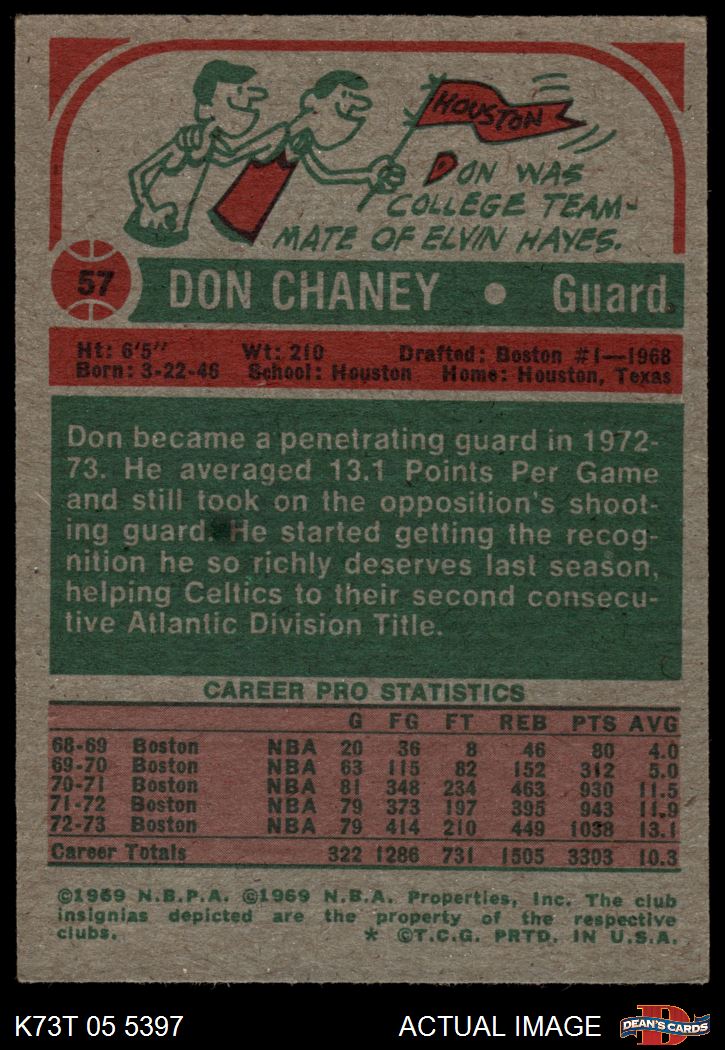 HOUSTON
DON WAS
COLLEGE TEAM-
MATE OF ELVIN HAYES.
57 DON CHANEY • Guard
Ht: 6'5" Wt: 210 Drafted: Boston #1—1968
Born: 3-22-46 School: Houston Home: Houston, Texas
Don became a penetrating guard in 1972-
73. He averaged 13.1 Points Per Game
and still took on the opposition's shoot-
ing guard. He started getting the recog-
nition he so richly deserves last season,
helping Celtics to their second consecu-
tive Atlantic Division Title.
CAREER PRO STATISTICS
G FG FT REB PTS AVG
68-69 Boston NBA 20 36 8 46 80 4.0
69-70 Boston NBA 63 115 82 152 312 5.0
70-71 Boston NBA 81 348 234 463 930 11.5
71-72 Boston NBA 79 373 197 395 943 11.9
72-73 Boston NBA 79 414 210 449 1038 13.1
Career Totals 322 1286 731 1505 3303 10.3
©1969 N.B.P.A. ©1969 N.B.A. Properties, Inc. The club
insignias depicted are the property of the respective
clubs. * ©T.C.G. PRTD. IN U.S.A.
K73T 05 5397 ACTUAL IMAGE DEAN'S CARDS